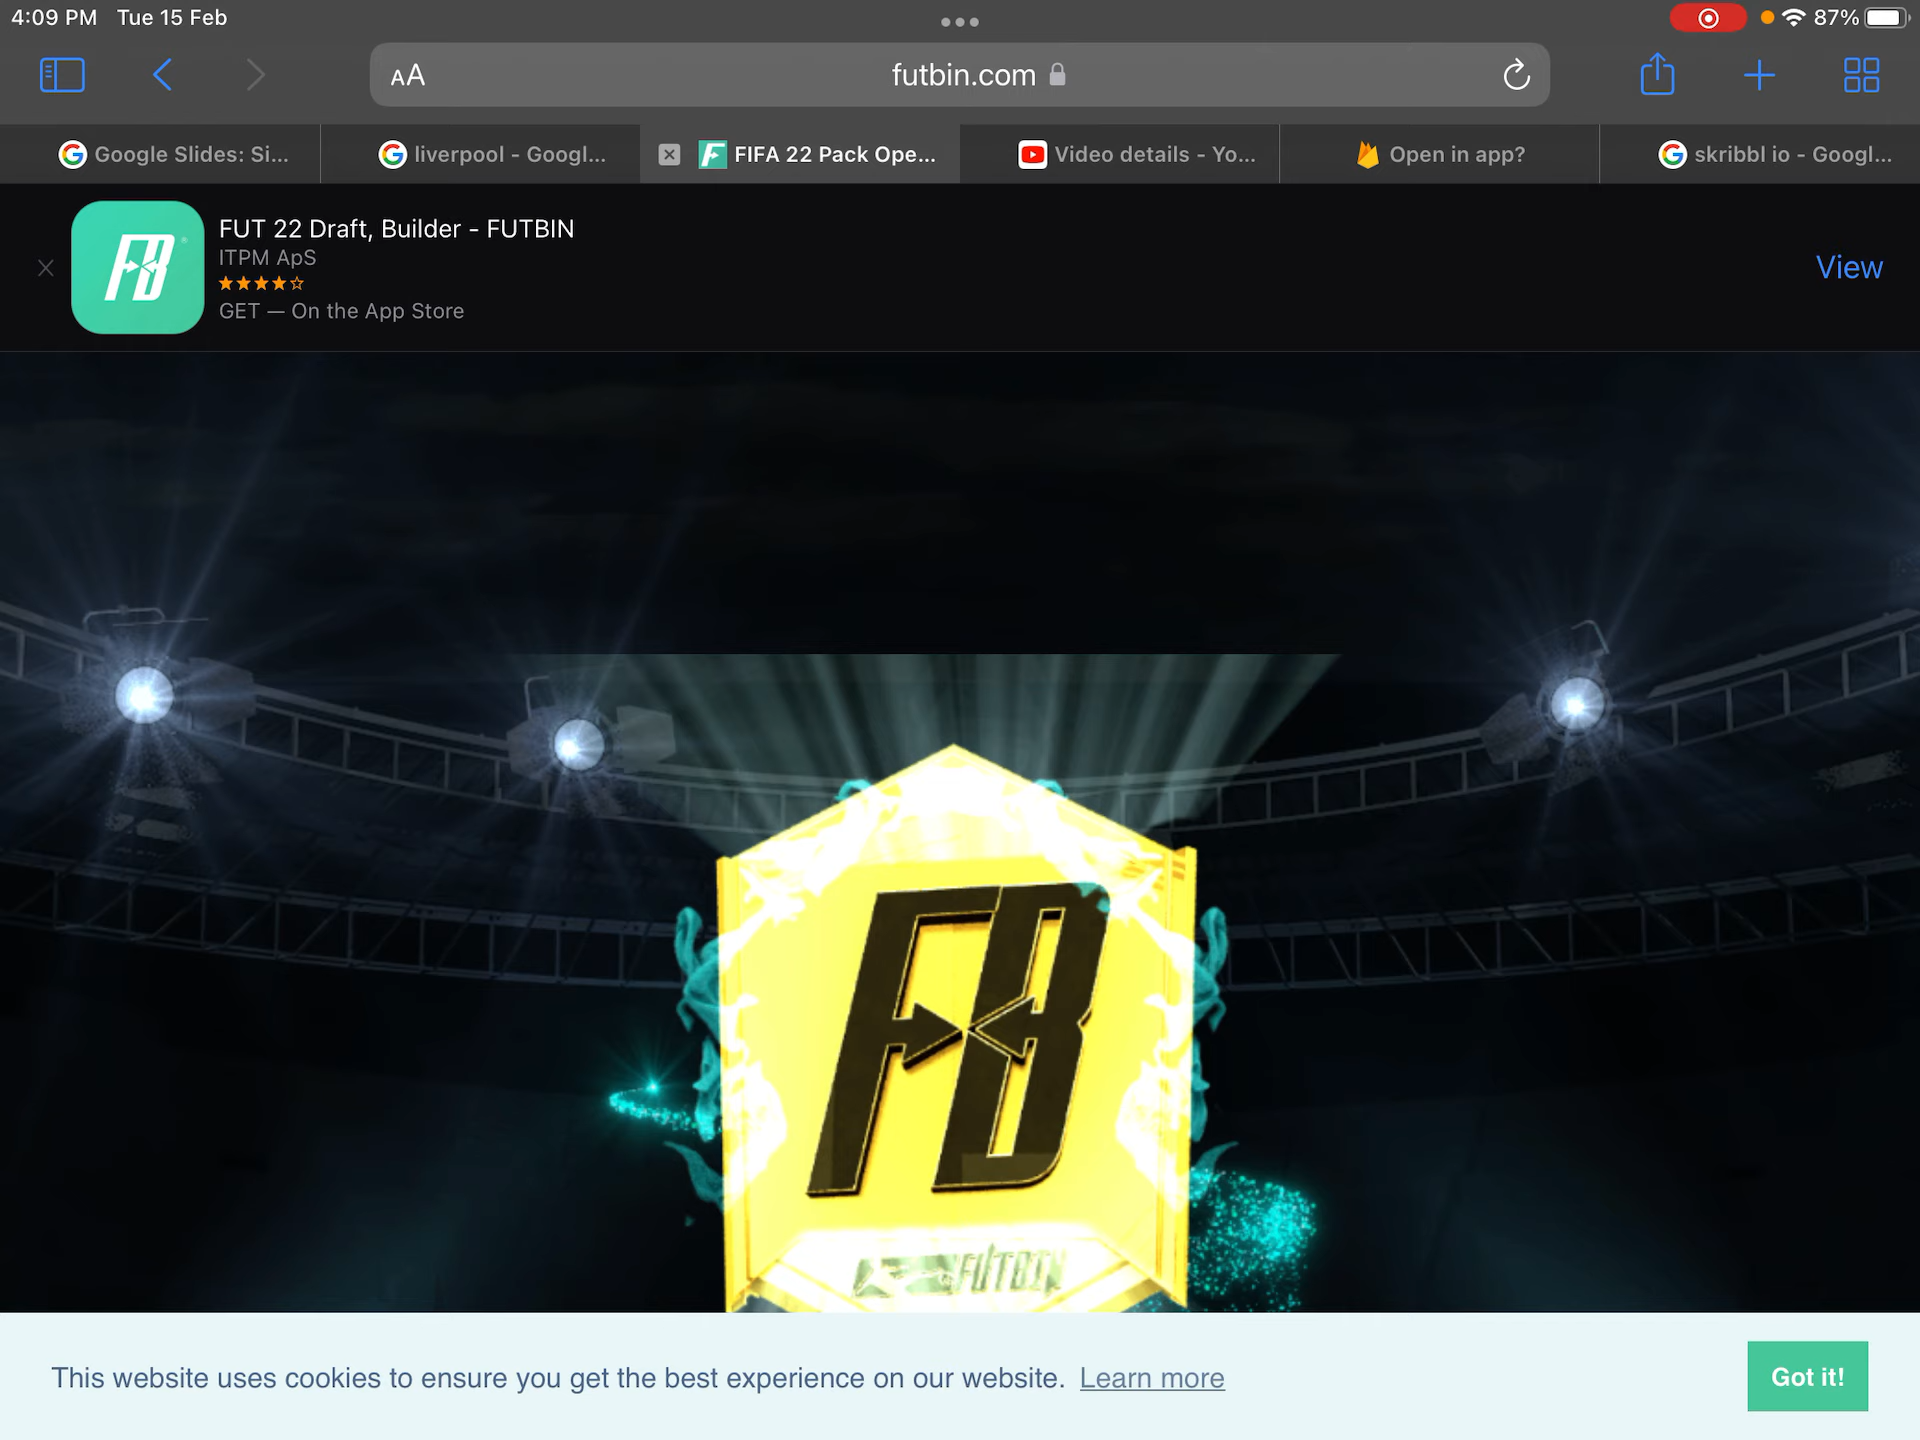 4:09 PM Tue 15 Feb
87%
AA futbin.com
Google Slides: Si...
liverpool - Googl...
FIFA 22 Pack Ope...
Video details - Yo...
Open in app?
skribbl io - Googl...
FUT 22 Draft, Builder - FUTBIN
ITPM ApS
GET — On the App Store
View
FB
FUTBIN
This website uses cookies to ensure you get the best experience on our website. Learn more
Got it!